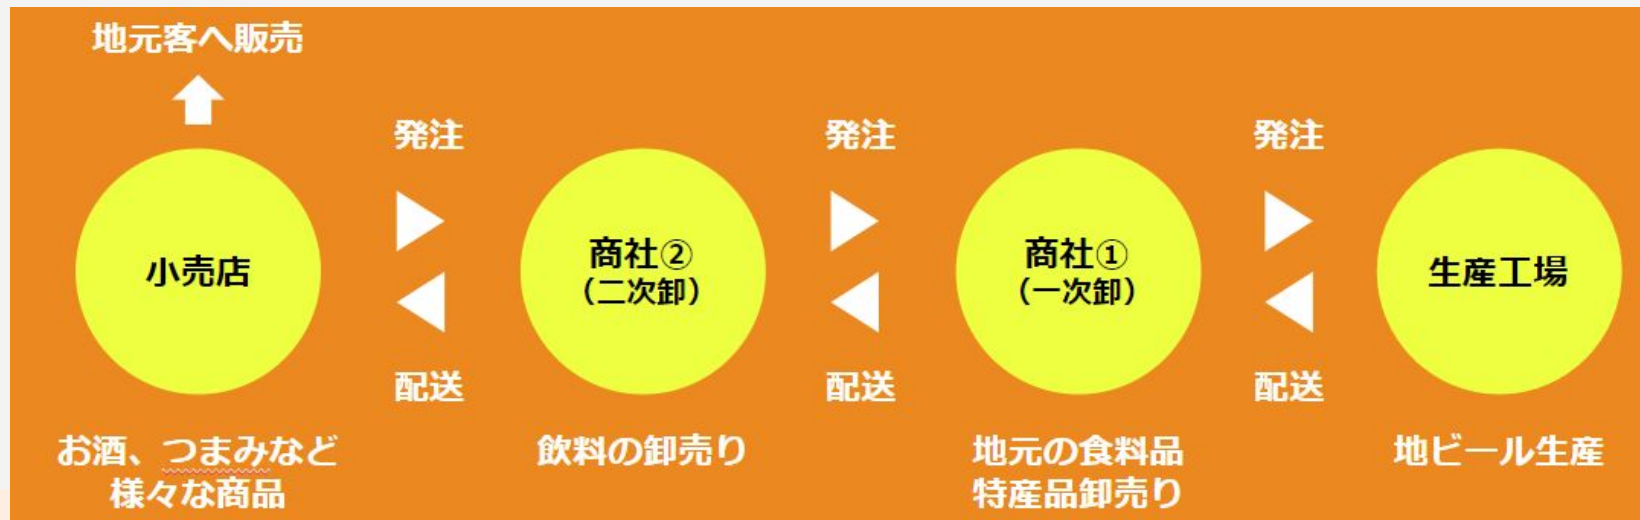 地元客へ販売
発注
発注
発注
小売店
商社②
（二次卸）
商社①
（一次卸）
生産工場
配送
配送
配送
お酒、つまみなど
様々な商品
飲料の卸売り
地元の食料品
特産品卸売り
地ビール生産